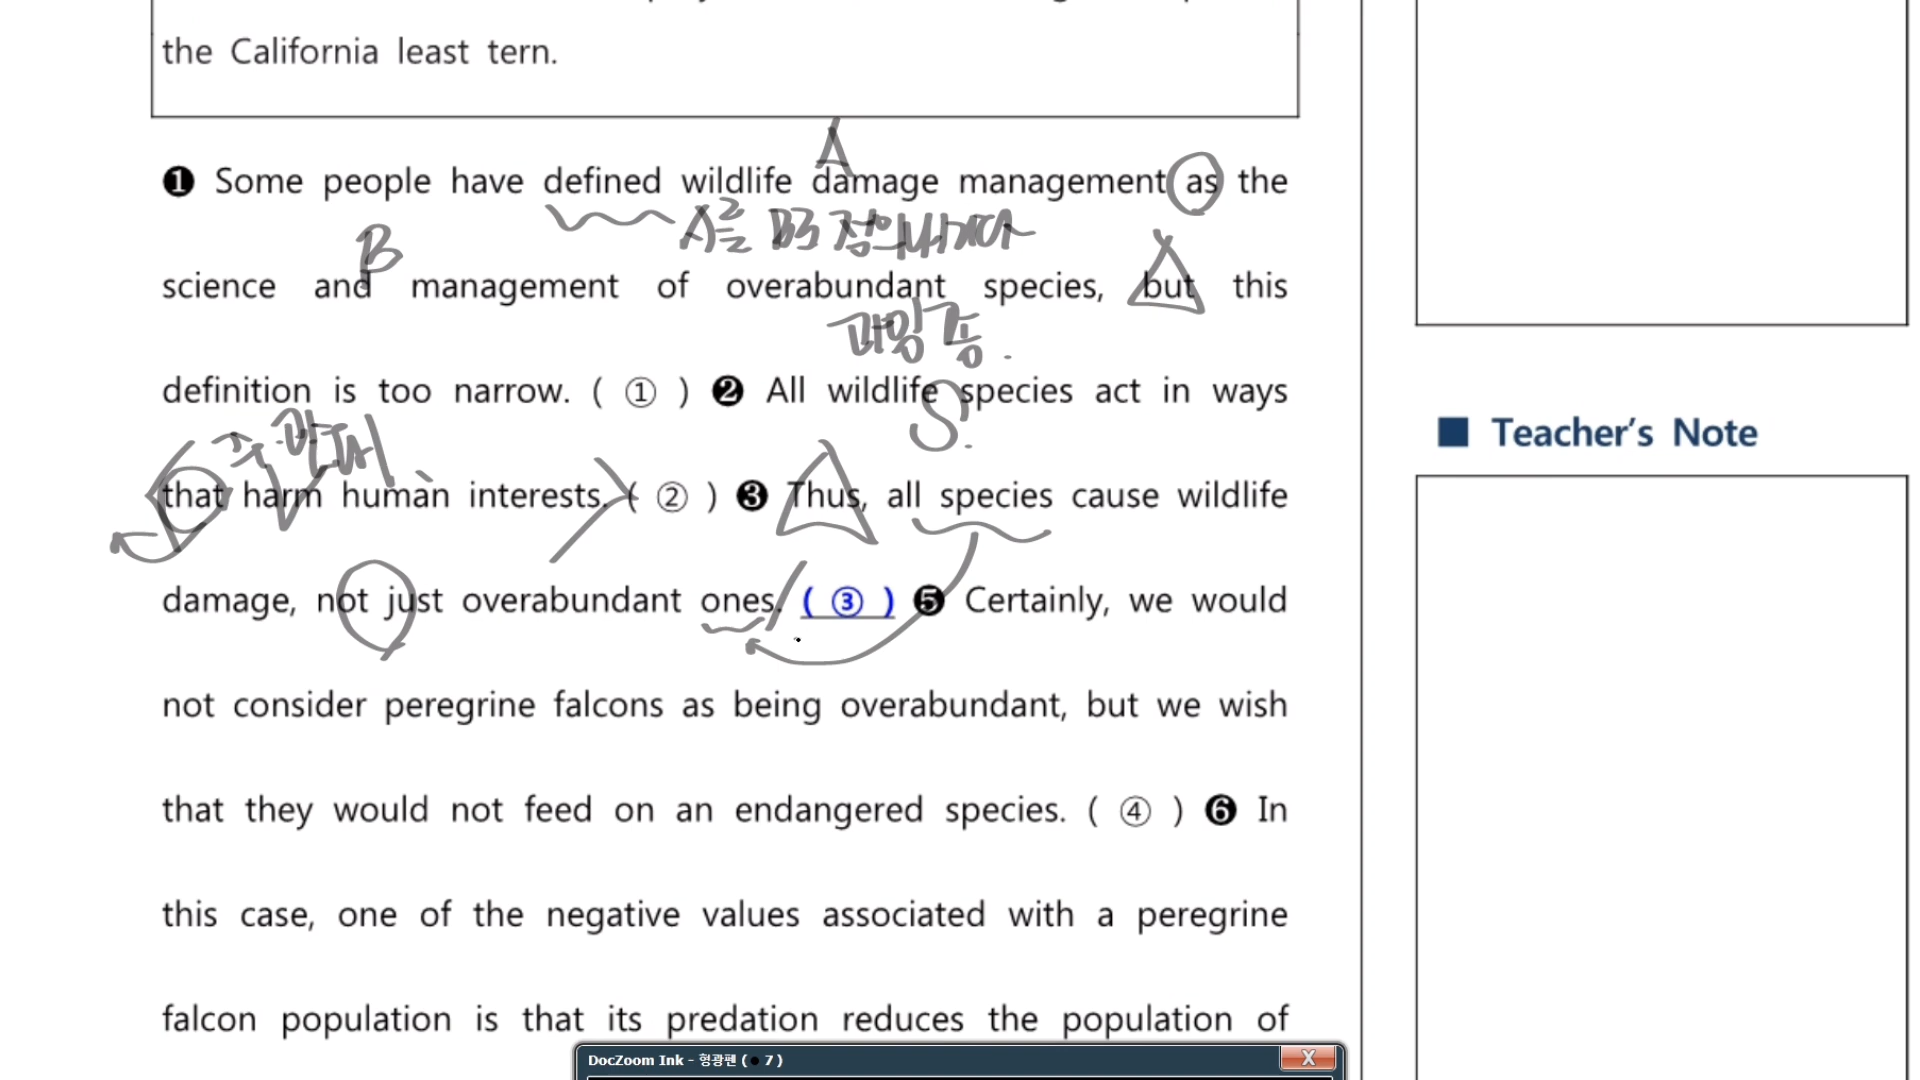 the California least tern.
❶ Some people have defined wildlife damage management as the
A
A를 B로 정의내리다
B
science and management of overabundant species, but this
과잉 종.
definition is too narrow. ( ① ) ❷ All wildlife species act in ways
S.
주.관.대.
that harm human interests. ( ② ) ❸ Thus, all species cause wildlife
damage, not just overabundant ones. ( ③ ) ❺ Certainly, we would
not consider peregrine falcons as being overabundant, but we wish
that they would not feed on an endangered species. ( ④ ) ❻ In
this case, one of the negative values associated with a peregrine
falcon population is that its predation reduces the population of
■ Teacher's Note
DocZoom Ink - 형광펜 ( ● 7 )
X